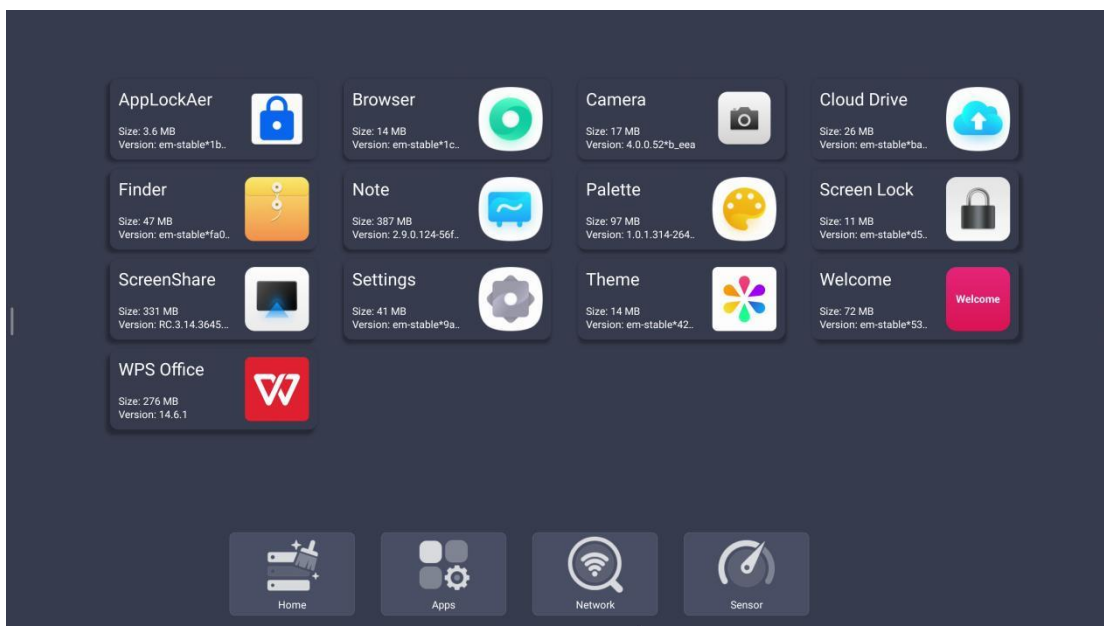 AppLockAer
Size: 3.6 MB
Version: em-stable*1b..
Browser
Size: 14 MB
Version: em-stable*1c..
Camera
Size: 17 MB
Version: 4.0.0.52*b_eea
Cloud Drive
Size: 26 MB
Version: em-stable*ba..
Finder
Size: 47 MB
Version: em-stable*fa0..
Note
Size: 387 MB
Version: 2.9.0.124-56f..
Palette
Size: 97 MB
Version: 1.0.1.314-264..
Screen Lock
Size: 11 MB
Version: em-stable*d5..
ScreenShare
Size: 331 MB
Version: RC.3.14.3645...
Settings
Size: 41 MB
Version: em-stable*9a..
Theme
Size: 14 MB
Version: em-stable*42..
Welcome
Size: 72 MB
Version: em-stable*53..
Welcome
WPS Office
Size: 276 MB
Version: 14.6.1
Home
Apps
Network
Sensor